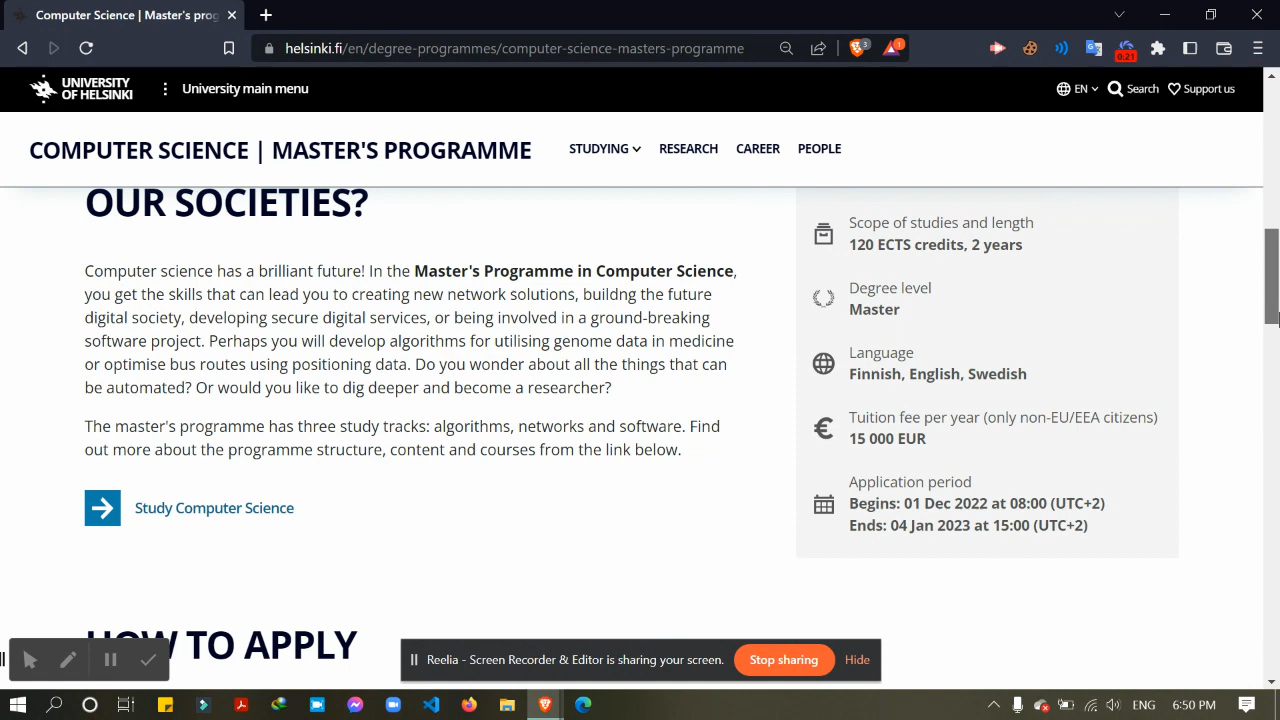 Computer Science | Master's prog
helsinki.fi/en/degree-programmes/computer-science-masters-programme
3
1
0:21
UNIVERSITY
OF HELSINKI
University main menu
EN
Search
Support us
COMPUTER SCIENCE | MASTER'S PROGRAMME
STUDYING
RESEARCH
CAREER
PEOPLE
OUR SOCIETIES?
Computer science has a brilliant future! In the Master's Programme in Computer Science,
you get the skills that can lead you to creating new network solutions, buildng the future
digital society, developing secure digital services, or being involved in a ground-breaking
software project. Perhaps you will develop algorithms for utilising genome data in medicine
or optimise bus routes using positioning data. Do you wonder about all the things that can
be automated? Or would you like to dig deeper and become a researcher?
The master's programme has three study tracks: algorithms, networks and software. Find
out more about the programme structure, content and courses from the link below.
Study Computer Science
Scope of studies and length
120 ECTS credits, 2 years
Degree level
Master
Language
Finnish, English, Swedish
Tuition fee per year (only non-EU/EEA citizens)
15 000 EUR
Application period
Begins: 01 Dec 2022 at 08:00 (UTC+2)
Ends: 04 Jan 2023 at 15:00 (UTC+2)
HOW TO APPLY
Reelia - Screen Recorder & Editor is sharing your screen.
Stop sharing
Hide
ENG
6:50 PM